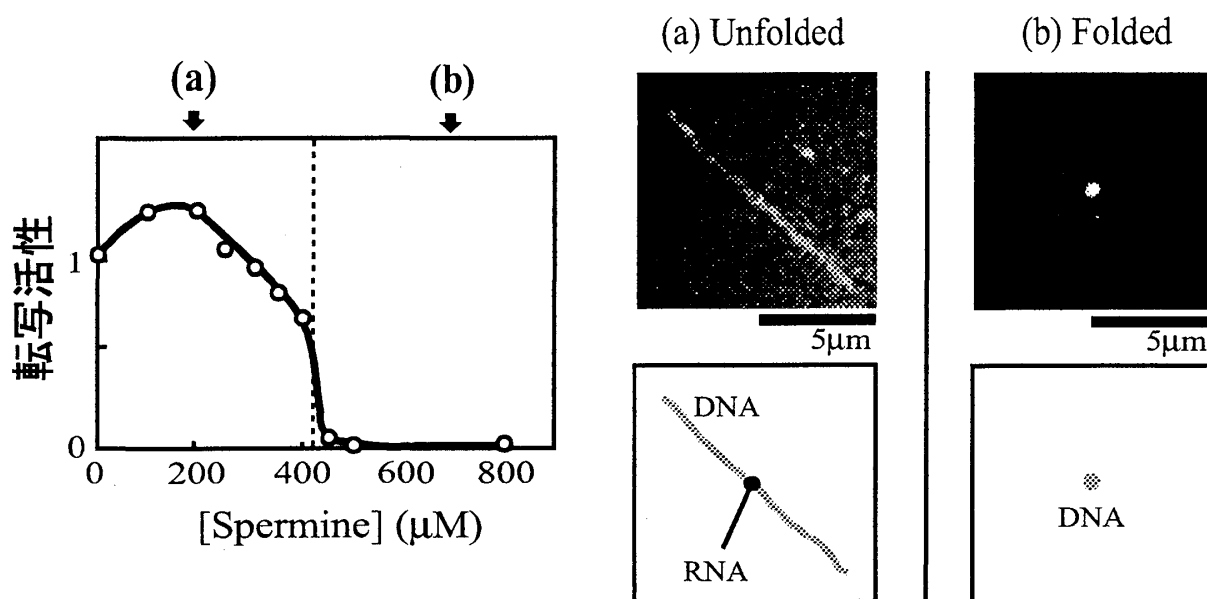 (a)
(b)
転写活性
1
0
0
200
400
600
800
[Spermine] (μM)
(a) Unfolded
5μm
DNA
RNA
(b) Folded
5μm
DNA